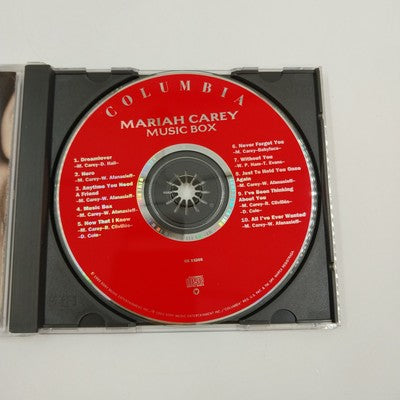 COLUMBIA
MARIAH CAREY
MUSIC BOX
1. Dreamlover
-M. Carey-D. Hall-
2. Hero
-M. Carey-W. Afanasieff-
3. Anytime You Need
A Friend
-M. Carey-W. Afanasieff-
4. Music Box
-M. Carey-W. Afanasieff-
5. Now That I Know
-M. Carey-R. Clivillés-
D. Cole-
6. Never Forget You
-M. Carey-Babyface-
7. Without You
-W. P. Ham-T. Evans-
8. Just To Hold You Once
Again
-M. Carey-W. Afanasieff-
9. I've Been Thinking
About You
-M. Carey-R. Clivillés-
D. Cole-
10. All I've Ever Wanted
-M. Carey-W. Afanasieff-